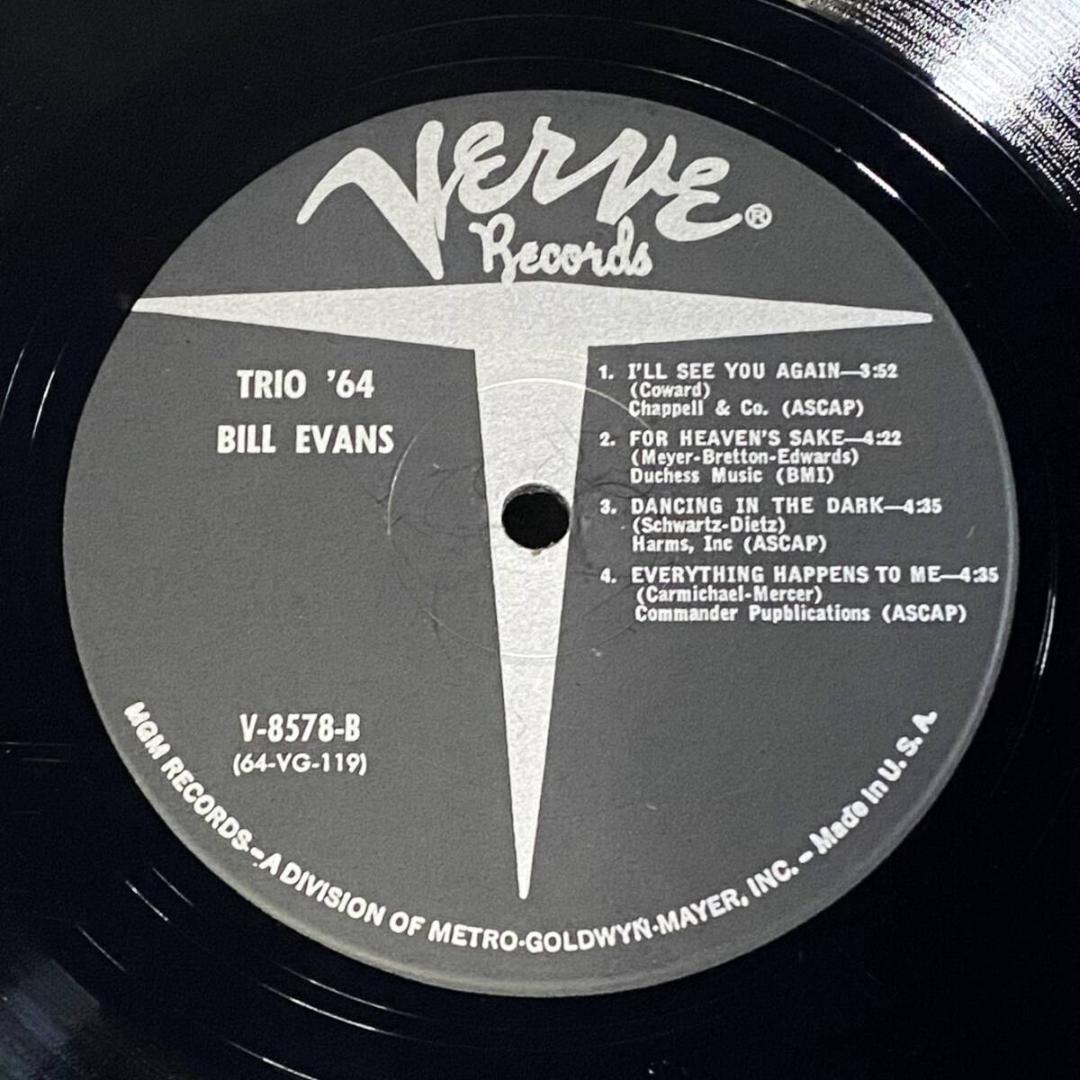 Verve®
Records
TRIO '64
BILL EVANS
1. I'LL SEE YOU AGAIN—3:52
(Coward)
Chappell & Co. (ASCAP)
2. FOR HEAVEN'S SAKE—4:22
(Meyer-Bretton-Edwards)
Duchess Music (BMI)
3. DANCING IN THE DARK—4:35
(Schwartz-Dietz)
Harms, Inc (ASCAP)
4. EVERYTHING HAPPENS TO ME—4:35
(Carmichael-Mercer)
Commander Pupblications (ASCAP)
V-8578-B
(64-VG-119)
MGM RECORDS - A DIVISION OF METRO-GOLDWYN-MAYER, INC. - Made in U. S. A.